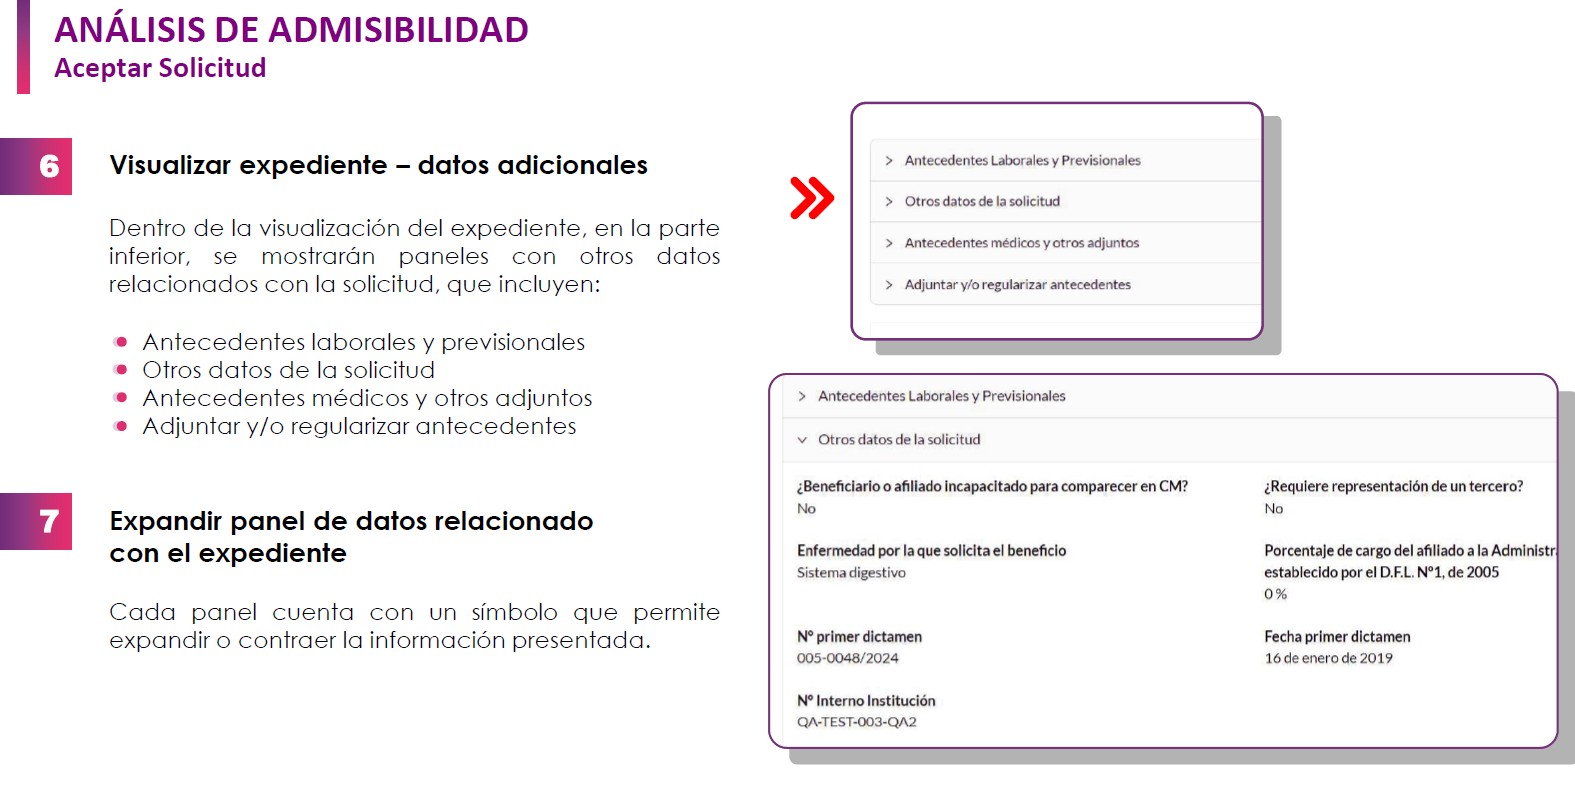 ANÁLISIS DE ADMISIBILIDAD
Aceptar Solicitud
6
Visualizar expediente – datos adicionales
Dentro de la visualización del expediente, en la parte
inferior, se mostrarán paneles con otros datos
relacionados con la solicitud, que incluyen:
Antecedentes laborales y previsionales
Otros datos de la solicitud
Antecedentes médicos y otros adjuntos
Adjuntar y/o regularizar antecedentes
7
Expandir panel de datos relacionado
con el expediente
Cada panel cuenta con un símbolo que permite
expandir o contraer la información presentada.
Antecedentes Laborales y Previsionales
Otros datos de la solicitud
Antecedentes médicos y otros adjuntos
Adjuntar y/o regularizar antecedentes
Antecedentes Laborales y Previsionales
Otros datos de la solicitud
¿Beneficiario o afiliado incapacitado para comparecer en CM?
No
¿Requiere representación de un tercero?
No
Enfermedad por la que solicita el beneficio
Sistema digestivo
Porcentaje de cargo del afiliado a la Administr
establecido por el D.F.L. Nº1, de 2005
0 %
Nº primer dictamen
005-0048/2024
Fecha primer dictamen
16 de enero de 2019
Nº Interno Institución
QA-TEST-003-QA2